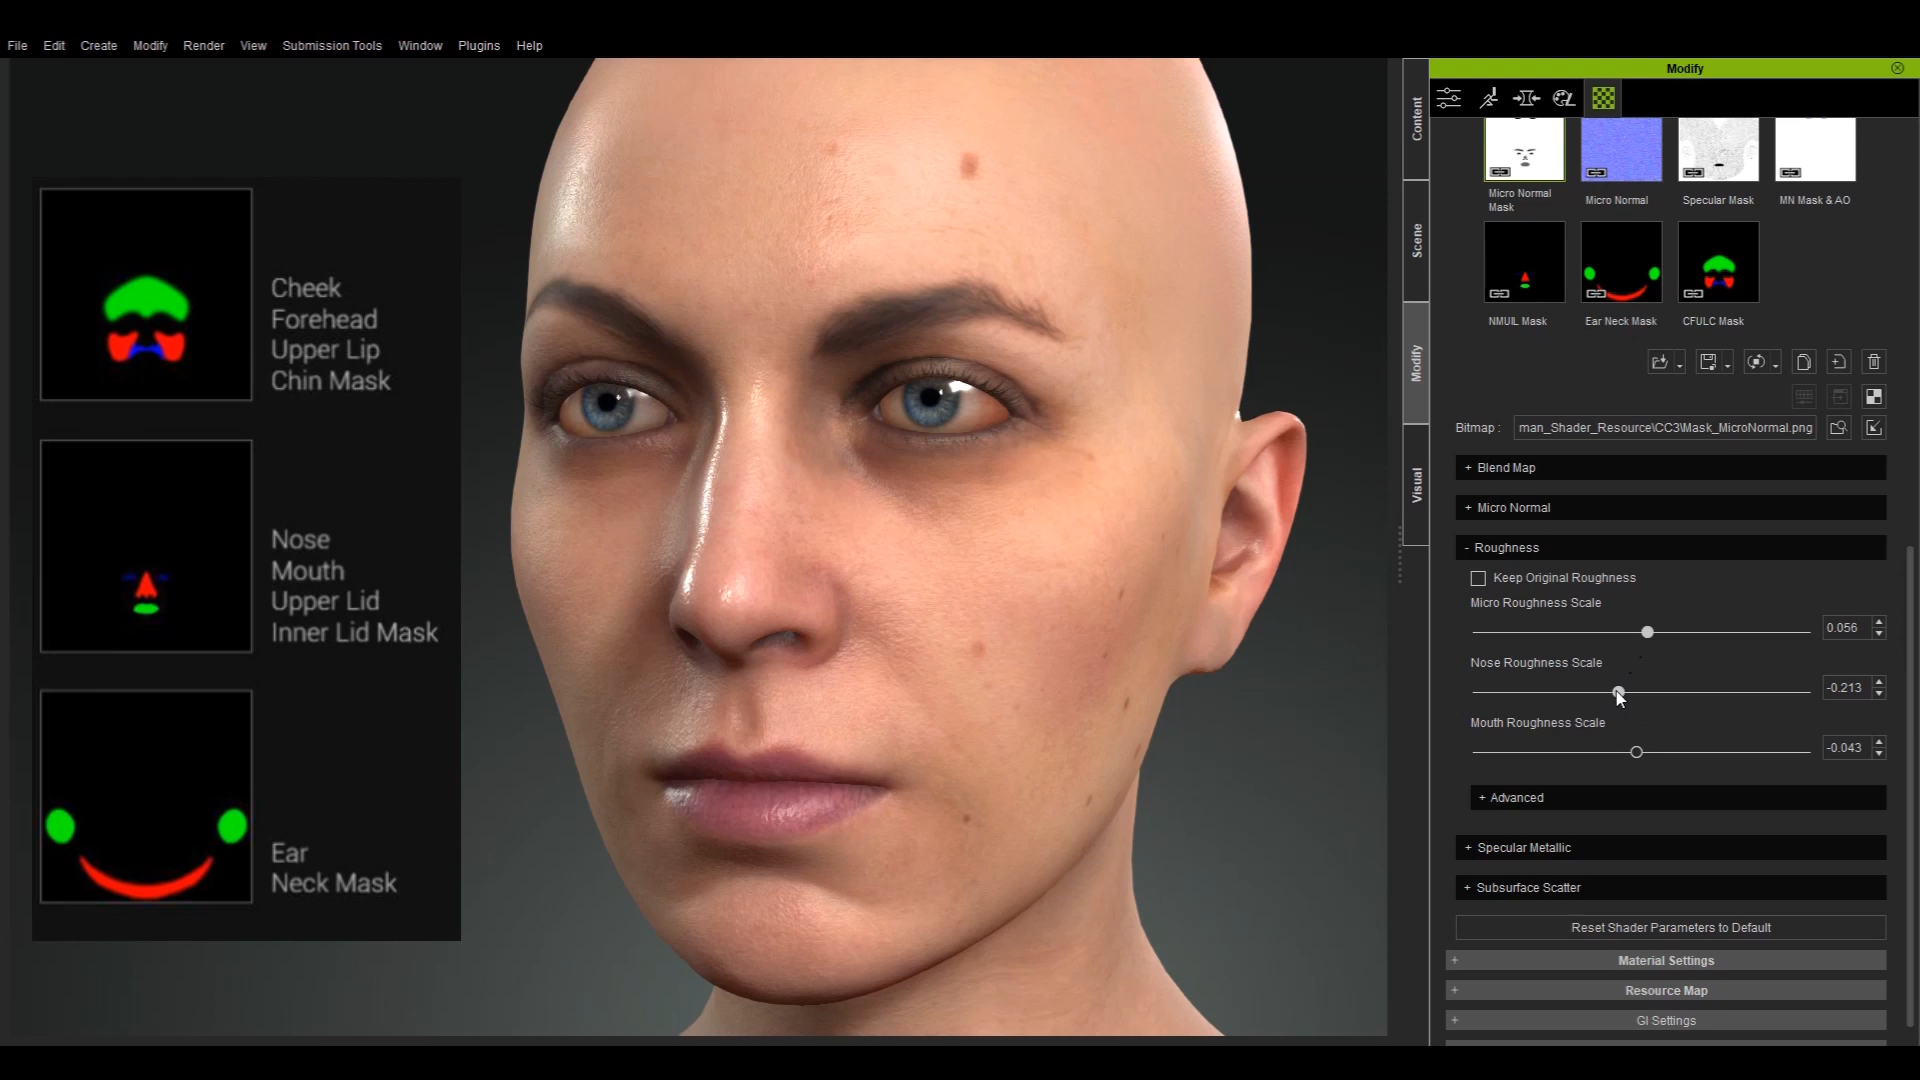 File Edit Create Modify Render View Submission Tools Window Plugins Help
Cheek
Forehead
Upper Lip
Chin Mask
Nose
Mouth
Upper Lid
Inner Lid Mask
Ear
Neck Mask
Content
Scene
Modify
Visual
Modify
Micro Normal
Mask
Micro Normal
Specular Mask
MN Mask & AO
NMUIL Mask
Ear Neck Mask
CFULC Mask
Bitmap : man_Shader_Resource\CC3\Mask_MicroNormal.png
+ Blend Map
+ Micro Normal
- Roughness
Keep Original Roughness
Micro Roughness Scale
0.056
Nose Roughness Scale
-0.213
Mouth Roughness Scale
-0.043
+ Advanced
+ Specular Metallic
+ Subsurface Scatter
Reset Shader Parameters to Default
+ Material Settings
+ Resource Map
+ GI Settings